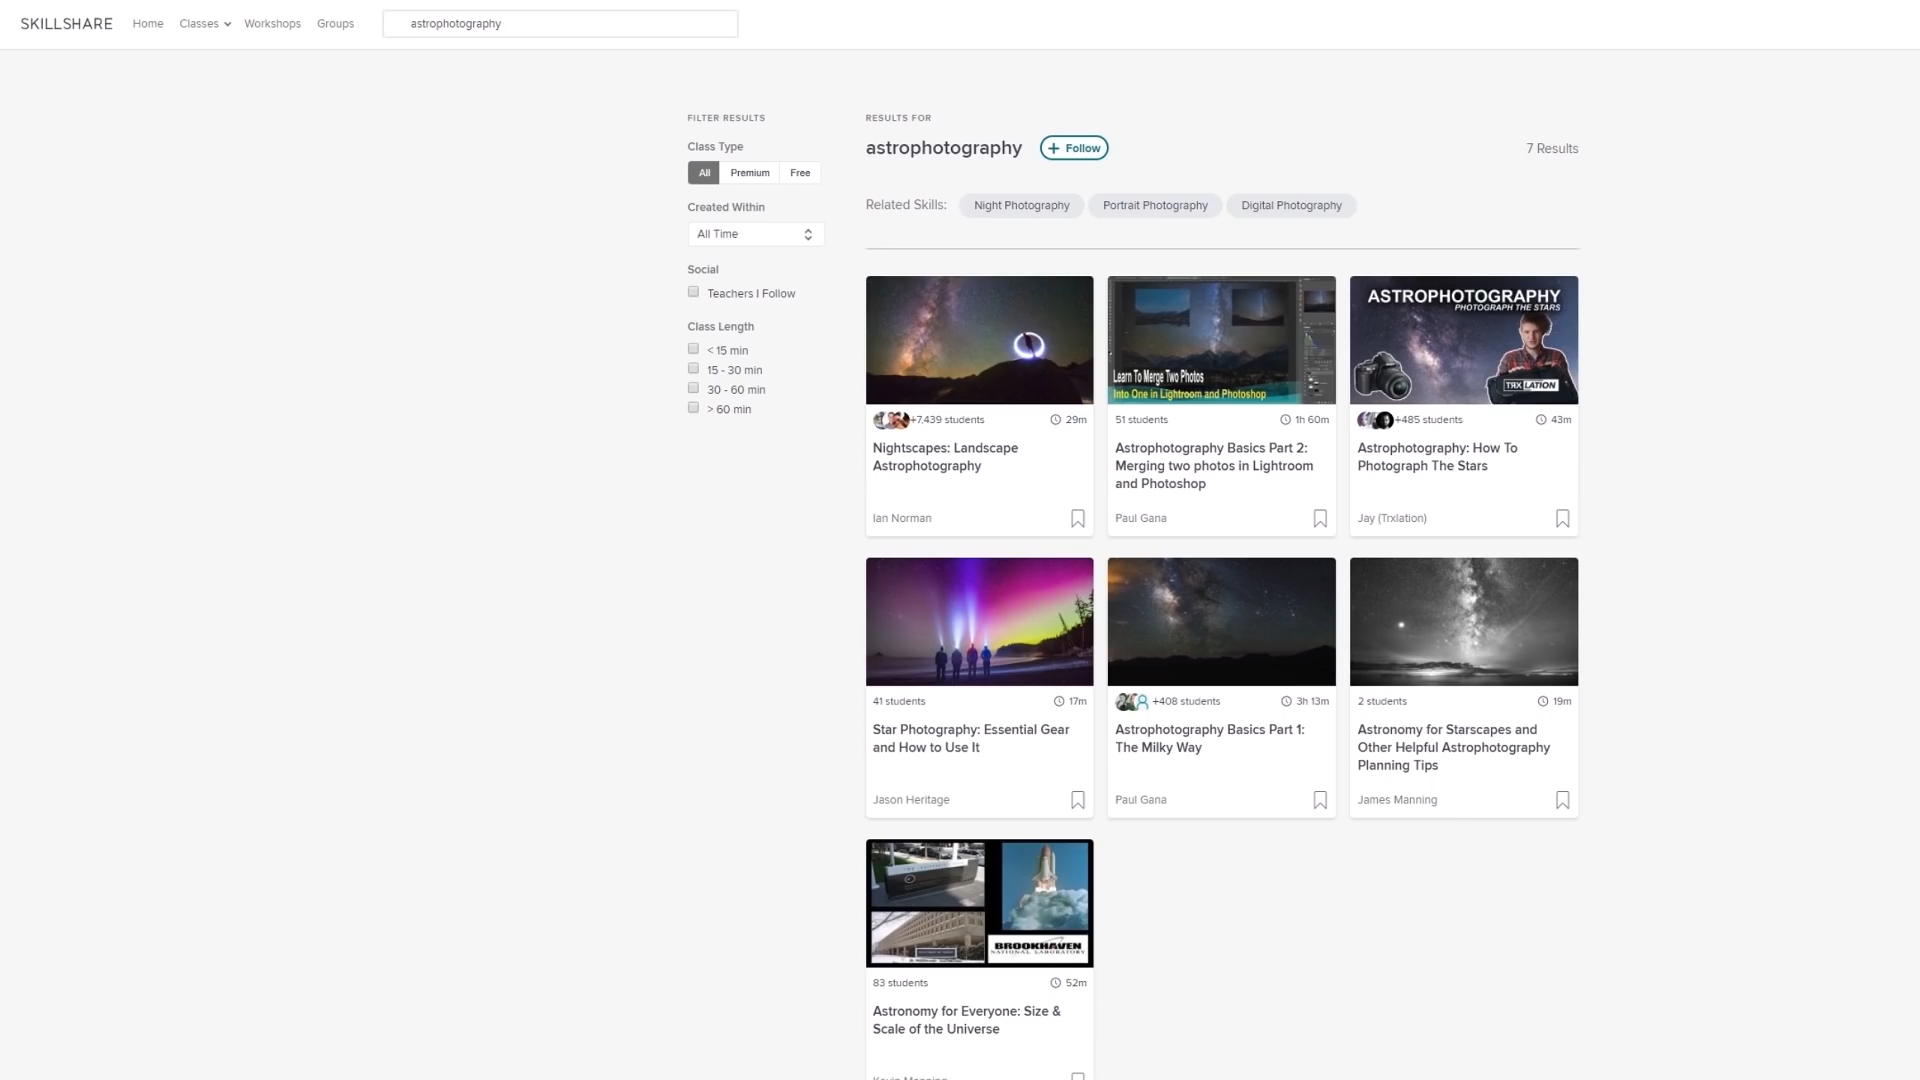 SKILLSHARE Home Classes Workshops Groups astrophotography
FILTER RESULTS
Class Type
All Premium Free
Created Within
All Time
Social
Teachers I Follow
Class Length
< 15 min
15 - 30 min
30 - 60 min
> 60 min
RESULTS FOR
astrophotography + Follow
7 Results
Related Skills: Night Photography Portrait Photography Digital Photography
+7,439 students 29m
Nightscapes: Landscape
Astrophotography
Ian Norman
Learn To Merge Two Photos
Into One in Lightroom and Photoshop
51 students 1h 60m
Astrophotography Basics Part 2:
Merging two photos in Lightroom
and Photoshop
Paul Gana
ASTROPHOTOGRAPHY
PHOTOGRAPH THE STARS
TRXLATION
+485 students 43m
Astrophotography: How To
Photograph The Stars
Jay (Trxlation)
41 students 17m
Star Photography: Essential Gear
and How to Use It
Jason Heritage
+408 students 3h 13m
Astrophotography Basics Part 1:
The Milky Way
Paul Gana
2 students 19m
Astronomy for Starscapes and
Other Helpful Astrophotography
Planning Tips
James Manning
BROOKHAVEN
NATIONAL LABORATORY
83 students 52m
Astronomy for Everyone: Size &
Scale of the Universe